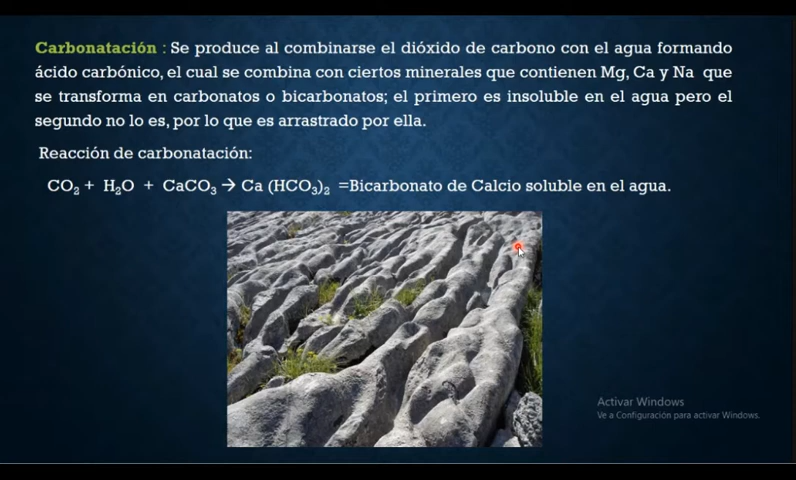 Carbonatación : Se produce al combinarse el dióxido de carbono con el agua formando
ácido carbónico, el cual se combina con ciertos minerales que contienen Mg, Ca y Na que
se transforma en carbonatos o bicarbonatos; el primero es insoluble en el agua pero el
segundo no lo es, por lo que es arrastrado por ella.
Reacción de carbonatación:
CO₂ + H₂O + CaCO₃ → Ca (HCO₃)₂ =Bicarbonato de Calcio soluble en el agua.
Activar Windows
Ve a Configuración para activar Windows.